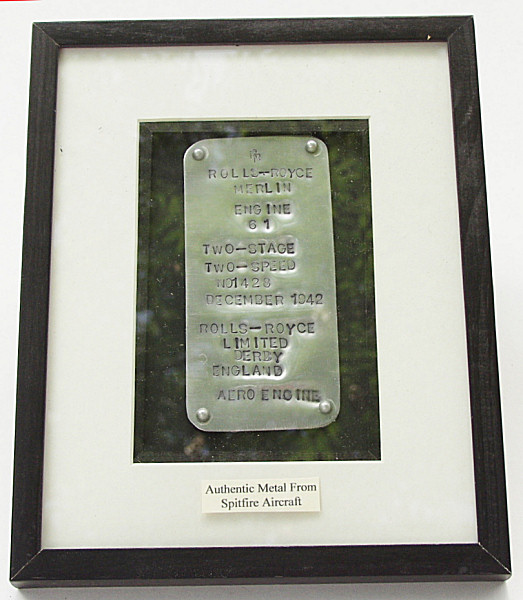 ROLLS-ROYCE
MERLIN
ENGINE
61
TWO-STAGE
TWO-SPEED
NO1428
DECEMBER 1942
ROLLS-ROYCE
LIMITED
DERBY
ENGLAND
AERO ENGINE
Authentic Metal From
Spitfire Aircraft